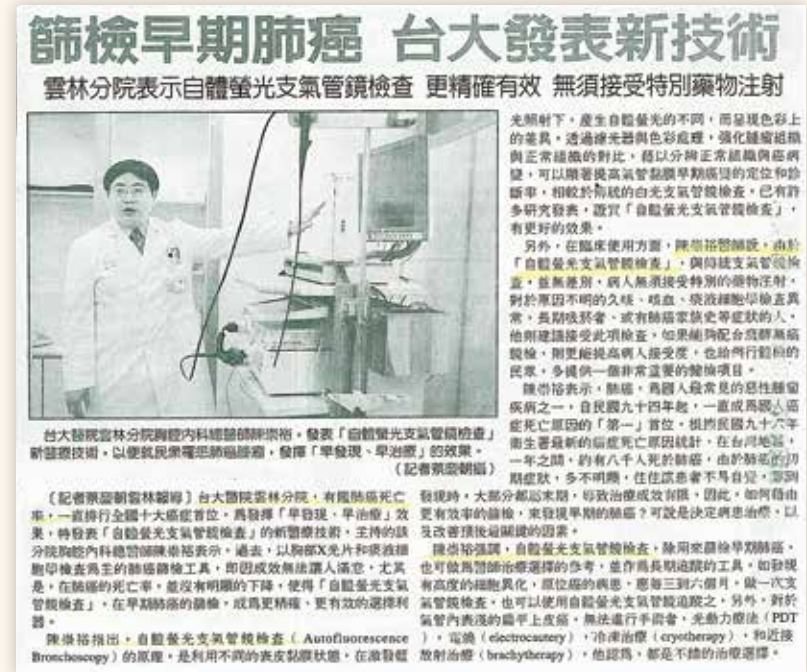 篩檢早期肺癌 台大發表新技術
雲林分院表示自體螢光支氣管鏡檢查 更精確有效 無須接受特別藥物注射
台大醫院雲林分院胸腔內科總醫師陳崇裕,發表「自體螢光支氣管鏡檢查」
新醫療技術,以便就民眾罹患肺癌篩檢,發揮「早發現、早治療」的效果。
(記者蔡慶朝攝)
〔記者蔡慶朝雲林報導〕台大醫院雲林分院,有鑑肺癌死亡
率,一直排行全國十大癌症首位,為發揮「早發現、早治療」效
果,特發表「自體螢光支氣管鏡檢查」的新醫療技術,主持的該
分院胸腔內科總醫師陳崇裕表示,過去,以胸部X光片和痰液細
胞學檢查為主的肺癌篩檢工具,即因成效無法讓人滿意,尤其
是,在肺癌的死亡率,並沒有明顯的下降,使得「自體螢光支氣
管鏡檢查」,在早期肺癌的篩檢,成為更精確、更有效的選擇利
器。
陳崇裕指出,自體螢光支氣管鏡檢查(Autofluorescence
Bronchoscopy)的原理,是利用不同的表皮黏膜狀態,在激發藍
光照射下,產生自體螢光的不同,而呈現色彩上
的差異,透過濾光器與色彩處理,強化腫瘤組織
與正常組織的對比,藉以分辨正常組織與癌病
變,可以顯著提高氣管黏膜早期癌變的定位和診
斷率,相較於傳統的白光支氣管鏡檢查,已有許
多研究發表,證實「自體螢光支氣管鏡檢查」,
有更好的效果。
另外,在臨床使用方面,陳崇裕醫師說,由於
「自體螢光支氣管鏡檢查」,與傳統支氣管鏡檢
查,並無差別,病人無須接受特別的藥物注射,
對於原因不明的久咳、咳血、痰液細胞學檢查異
常,長期吸菸者、或有肺癌家族史等症狀的人,
他則建議接受此項檢查,如果能夠配合麻醉無痛
鏡檢,則更能提高病人接受度,也給例行健檢的
民眾,多提供一個非常重要的健檢項目。
陳崇裕表示,肺癌,為國人最常見的惡性腫瘤
疾病之一,自民國九十四年起,一直成為國人癌
症死亡原因的「第一」首位,根據民國九十六年
衛生署最新的癌症死亡原因統計,在台灣地區,
一年之間,約有八千人死於肺癌,由於肺癌的初
期症狀,多不明顯,往往讓患者不易自覺,等到
發現時,大部分都屆末期,導致治療成效有限,因此,如何藉由
更有效率的篩檢,來發現早期的肺癌?可說是決定病患治療,以
及改善預後最關鍵的因素。
陳崇裕強調,自體螢光支氣管鏡檢查,除用來篩檢早期肺癌,
也可做為醫師治療選擇的參考,並作為長期追蹤的工具,如發現
有高度的細胞異化,原位癌的病患,應每三到六個月,做一次支
氣管鏡檢查,也可以使用自體螢光支氣管鏡追蹤之,另外,對於
氣管內表淺的扁平上皮癌,無法進行手術者,光動力療法(PDT
)、電燒(electrocautery)、冷凍治療(cryotherapy),和近接
放射治療(brachytherapy),他認為,都是不錯的治療選擇。